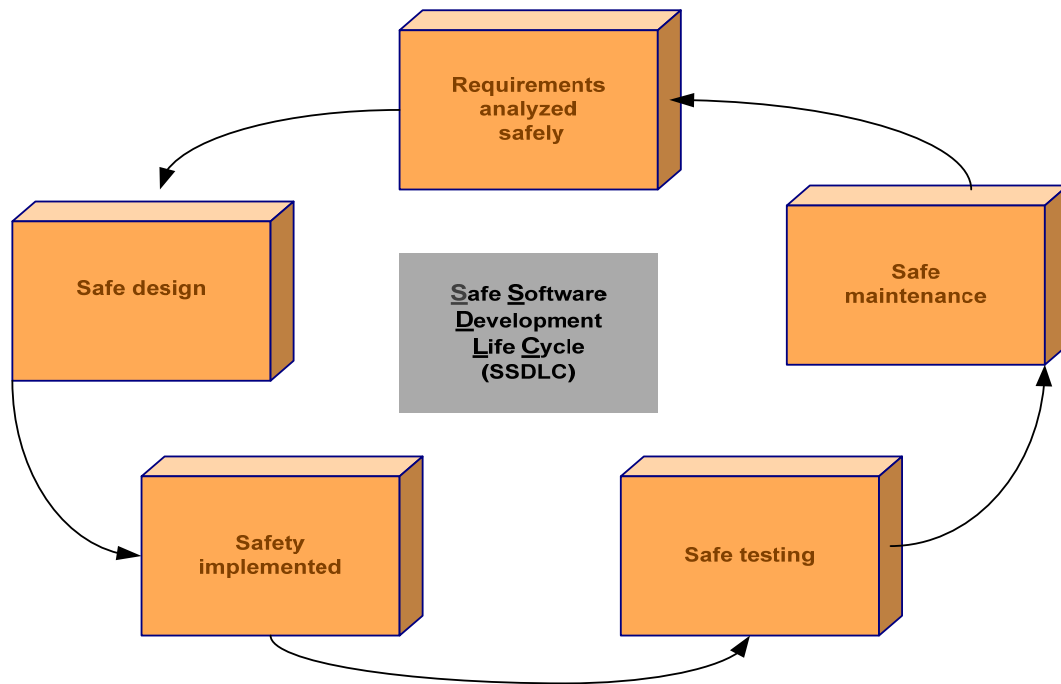 Requirements
analyzed
safely
Safe design
Safe Software
Development
Life Cycle
(SSDLC)
Safe
maintenance
Safety
implemented
Safe testing